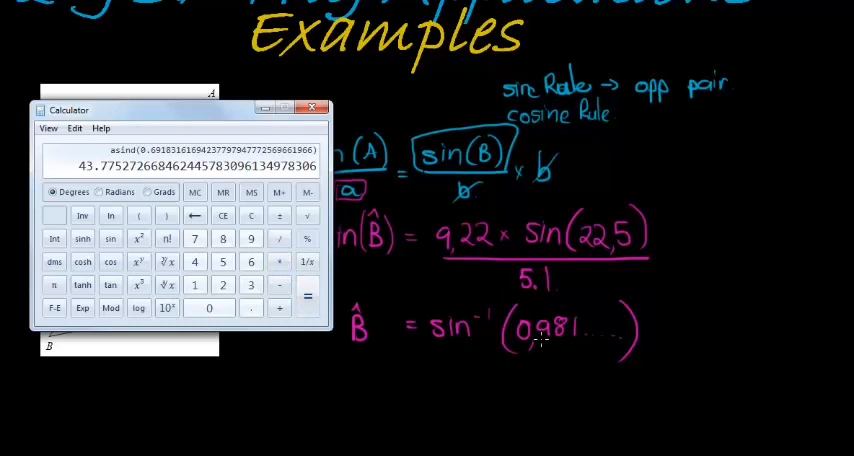 Examples
A
sine Rule → opp pair
cosine Rule
Calculator
View Edit Help
asind(0.69183161694237797947772569661966)
43.775272668462445783096134978306
Degrees Radians Grads MC MR MS M+ M-
Inv ln ( ) ← CE C ± √
Int sinh sin x² n! 7 8 9 / %
dms cosh cos xʸ ʸ√x 4 5 6 * 1/x
π tanh tan x³ ³√x 1 2 3 - =
F-E Exp Mod log 10ˣ 0 . +
n(A)/a = sin(B)/b × b
in(B̂) = 9,22 × sin(22,5)
5.1
B̂ = sin⁻¹(0,981.....)
B